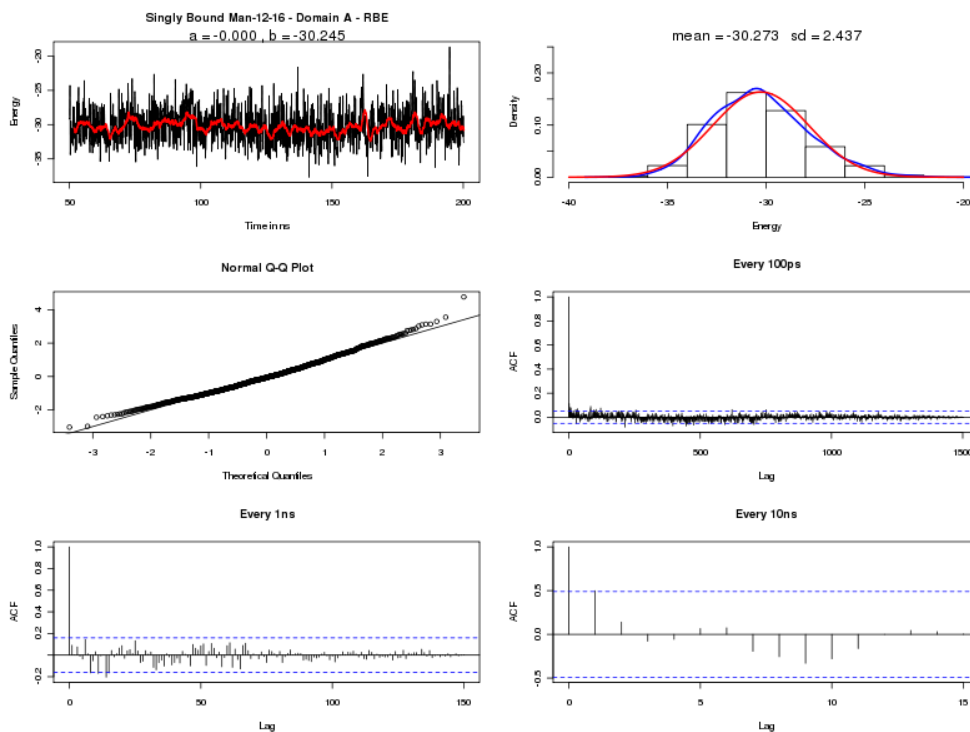 Singly Bound Man-12-16 - Domain A - RBE
a = -0.000 , b = -30.245
Energy
-20
-25
-30
-35
50
100
150
200
Time in ns
mean = -30.273 sd = 2.437
Density
0.20
0.10
0.00
-40
-35
-30
-25
-20
Energy
Normal Q-Q Plot
Sample Quantiles
4
2
0
-2
-3
-2
-1
0
1
2
3
Theoretical Quantiles
Every 100ps
ACF
1.0
0.8
0.6
0.4
0.2
0.0
0
500
1000
1500
Lag
Every 1ns
ACF
1.0
0.8
0.6
0.4
0.2
-0.2
0
50
100
150
Lag
Every 10ns
ACF
1.0
0.5
0.0
-0.5
0
5
10
15
Lag